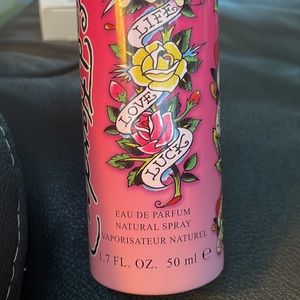 LIFE
LOVE
LUCK
EAU DE PARFUM
NATURAL SPRAY
VAPORISATEUR NATUREL
1.7 FL. OZ. 50 ml e